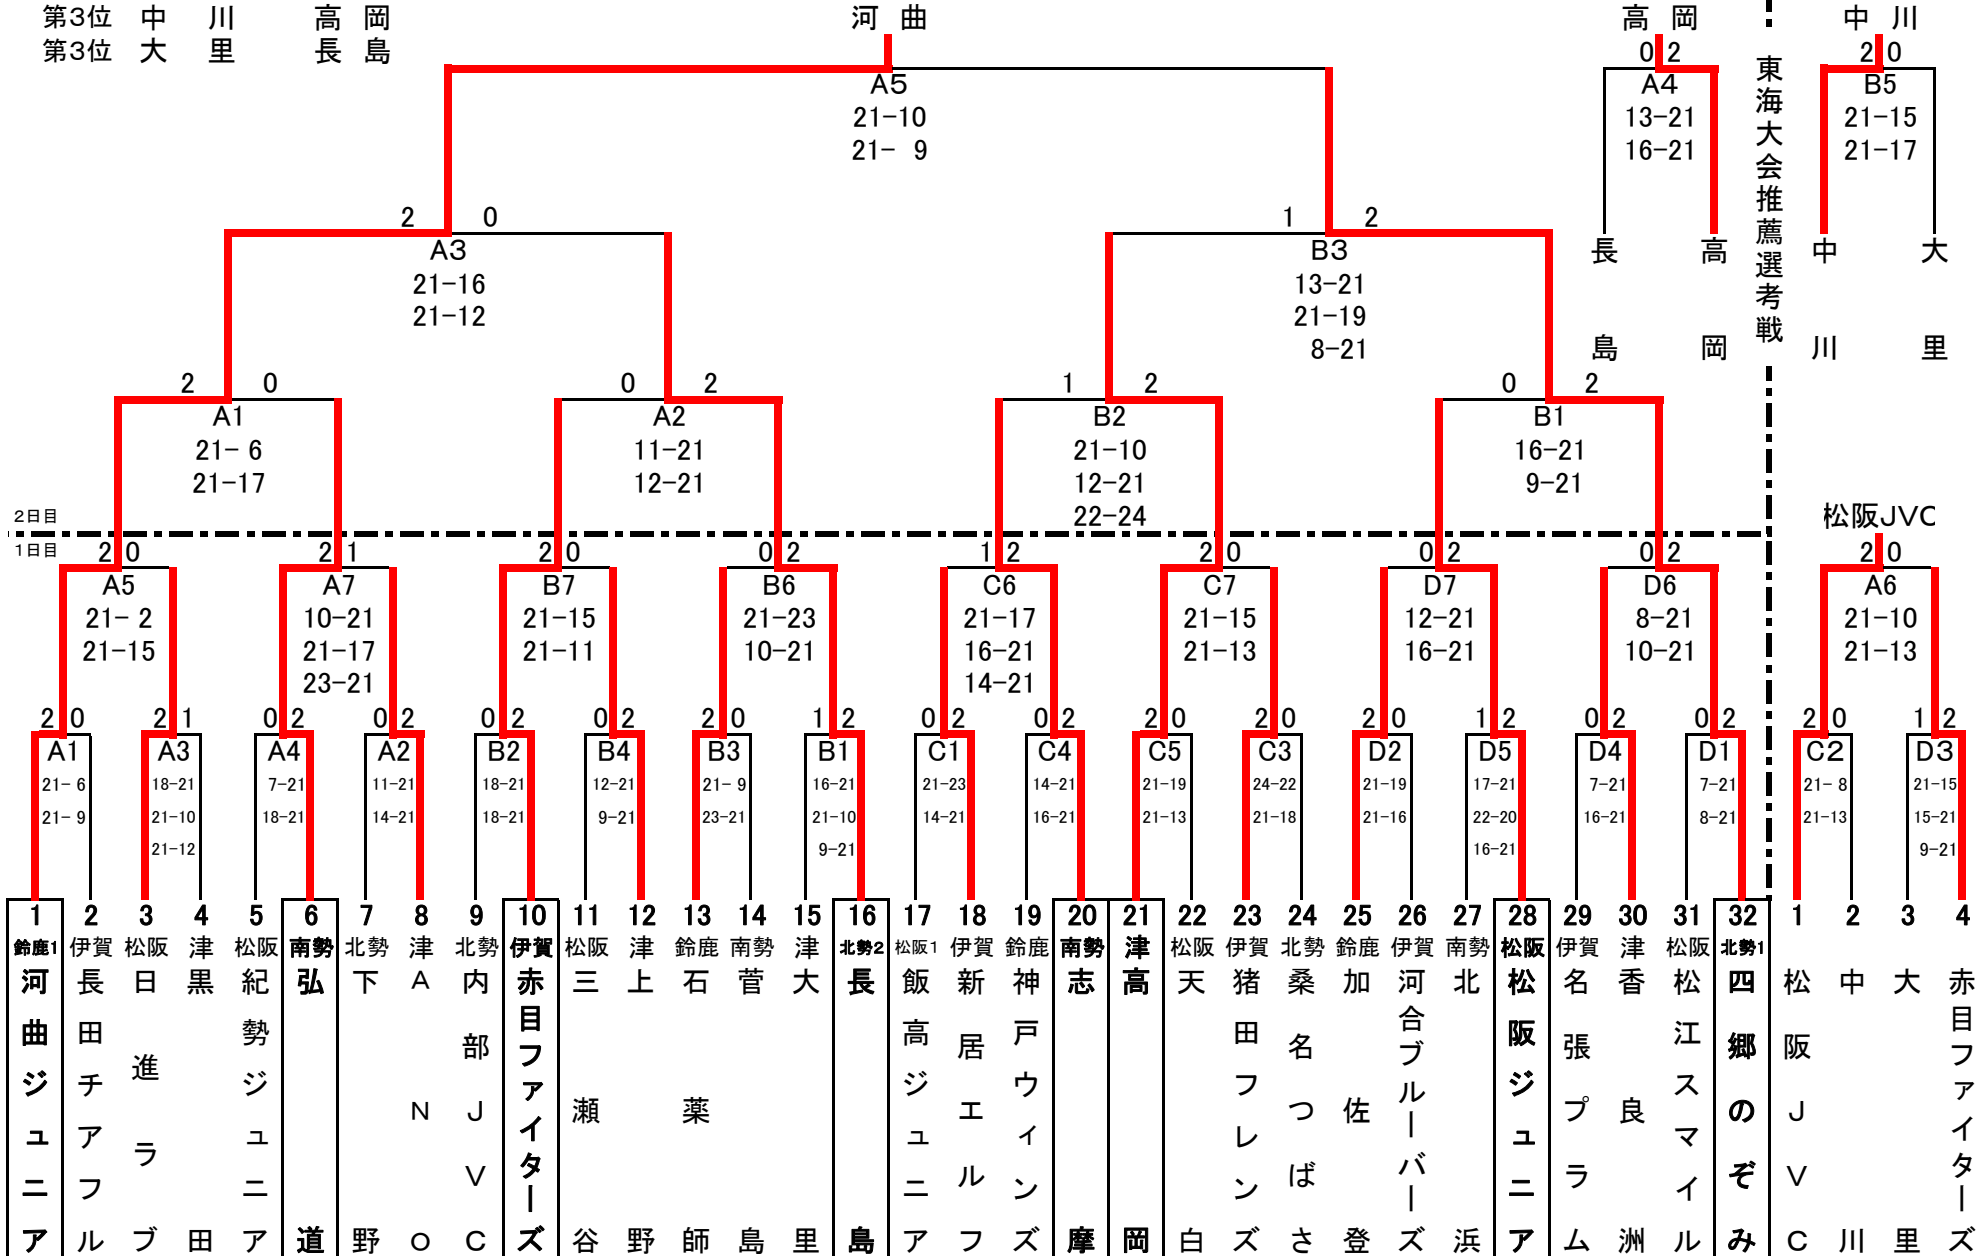 第3位 中川 高岡
第3位 大里 長島
河曲
高岡
中川
0 2
2 0
A5
21-10
21- 9
A4
13-21
16-21
B5
21-15
21-17
東海大会推薦選考戦
長島
高岡
中川
大里
2 0
1 2
A3
21-16
21-12
B3
13-21
21-19
8-21
2 0
0 2
1 2
0 2
A1
21- 6
21-17
A2
11-21
12-21
B2
21-10
12-21
22-24
B1
16-21
9-21
2日目
1日目
松阪JVC
2 0
2 1
2 0
0 2
1 2
2 0
0 2
0 2
2 0
A5
21- 2
21-15
A7
10-21
21-17
23-21
B7
21-15
21-11
B6
21-23
10-21
C6
21-17
16-21
14-21
C7
21-15
21-13
D7
12-21
16-21
D6
8-21
10-21
A6
21-10
21-13
2 0
2 1
0 2
0 2
0 2
0 2
2 0
1 2
0 2
0 2
2 0
2 0
2 0
1 2
0 2
0 2
2 0
1 2
A1
21- 6
21- 9
A3
18-21
21-10
21-12
A4
7-21
18-21
A2
11-21
14-21
B2
18-21
18-21
B4
12-21
9-21
B3
21- 9
23-21
B1
16-21
21-10
9-21
C1
21-23
14-21
C4
14-21
16-21
C5
21-19
21-13
C3
24-22
21-18
D2
21-19
21-16
D5
17-21
22-20
16-21
D4
7-21
16-21
D1
7-21
8-21
C2
21- 8
21-13
D3
21-15
15-21
9-21
1 鈴鹿1 河曲ジュニア
2 伊賀 長田チアフル
3 松阪 日進ラブ
4 津 黒田
5 松阪 紀勢ジュニア
6 南勢 弘道
7 北勢 下野
8 津 ANO
9 北勢 内部JVC
10 伊賀 赤目ファイターズ
11 松阪 三瀬谷
12 津 上野
13 鈴鹿 石薬師
14 南勢 菅島
15 津 大里
16 北勢2 長島
17 松阪1 飯高ジュニア
18 伊賀 新居エルフ
19 鈴鹿 神戸ウィンズ
20 南勢 志摩
21 津 高岡
22 松阪 天白
23 伊賀 猪田フレンズ
24 北勢 桑名つばさ
25 鈴鹿 加佐登
26 伊賀 河合ブルーバーズ
27 南勢 北浜
28 松阪 松阪ジュニア
29 伊賀 名張プラム
30 津 香良洲
31 松阪 松江スマイル
32 北勢1 四郷のぞみ
1 松阪JVC
2 中川
3 大里
4 赤目ファイターズ